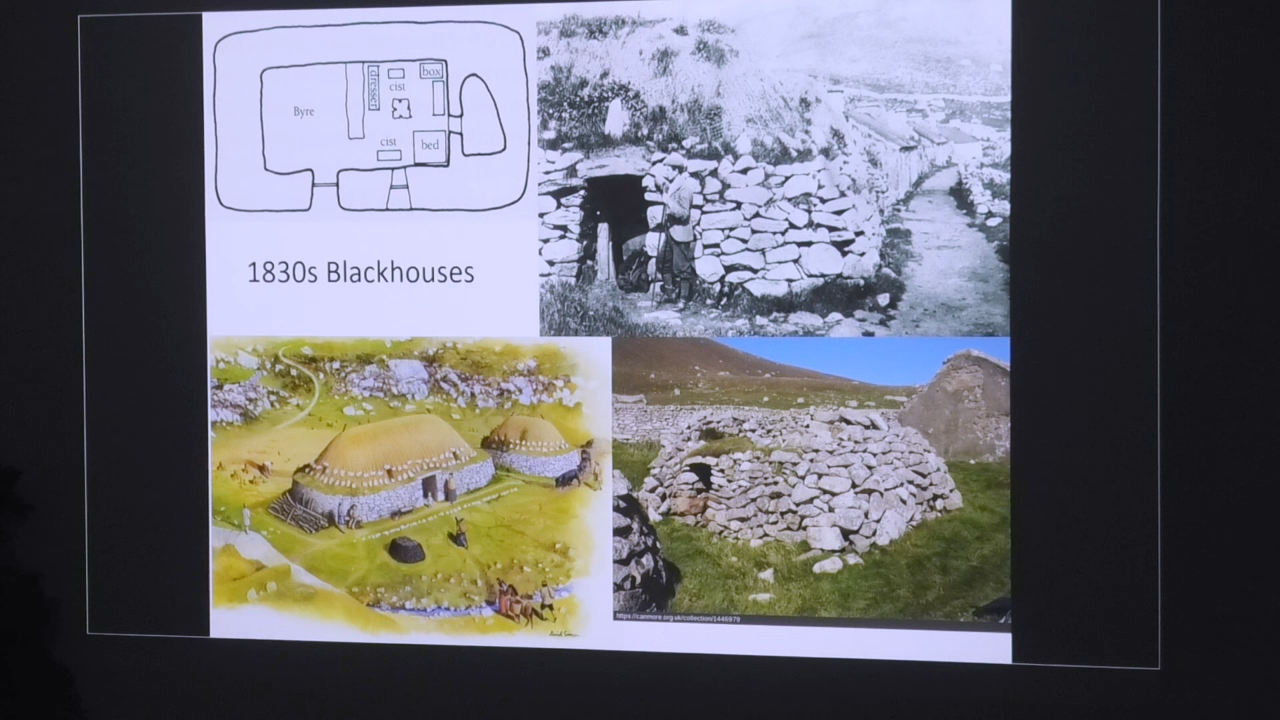 box
dresser
cist
Byre
cist
bed
1830s Blackhouses
https://canmore.org.uk/collection/1446979